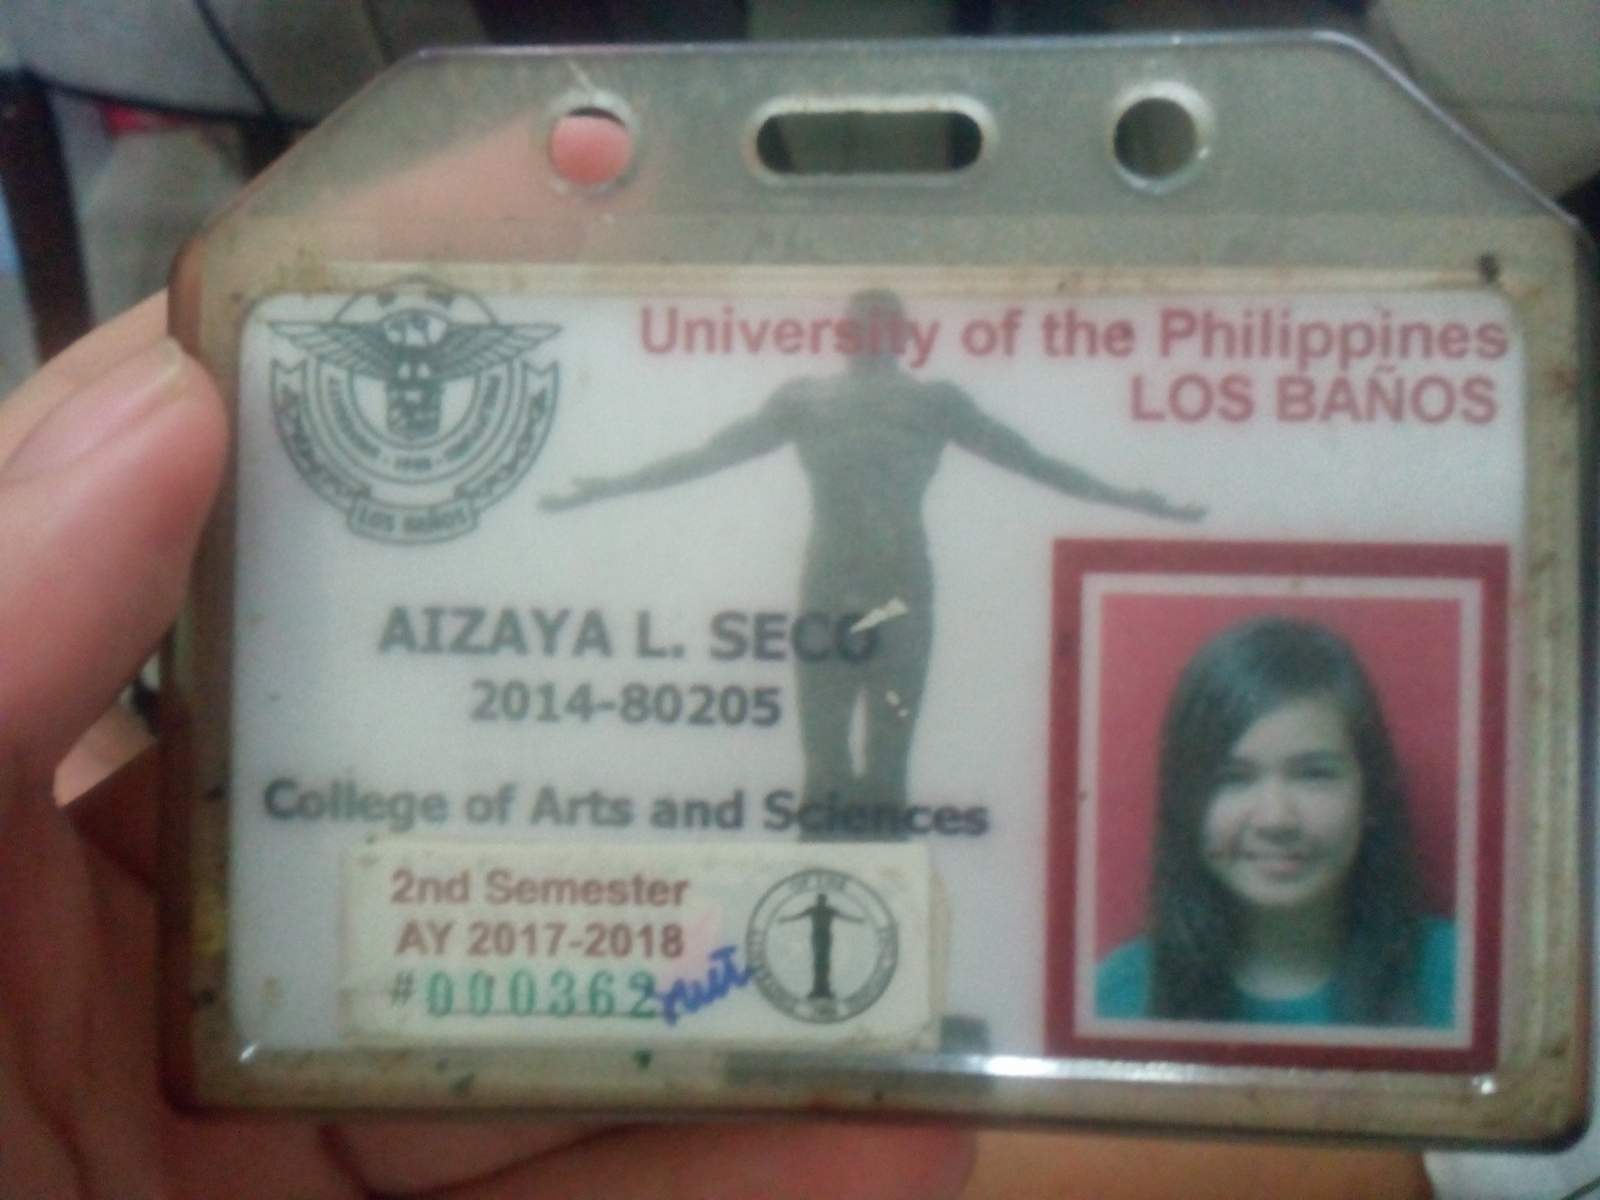 University of the Philippines
LOS BAÑOS
LOS BAÑOS
AIZAYA L. SECO
2014-80205
College of Arts and Sciences
2nd Semester
AY 2017-2018
#000362